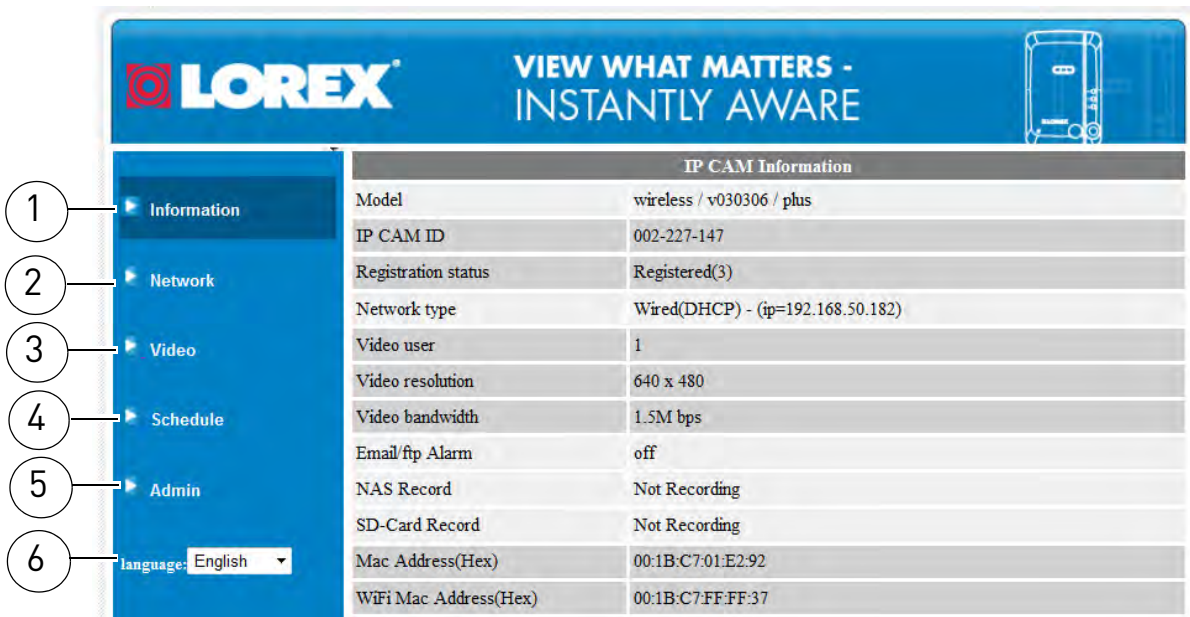 LOREX
VIEW WHAT MATTERS -
INSTANTLY AWARE
IP CAM Information
1
Information
2
Network
3
Video
4
Schedule
5
Admin
6
language: English
Model wireless / v030306 / plus
IP CAM ID 002-227-147
Registration status Registered(3)
Network type Wired(DHCP) - (ip=192.168.50.182)
Video user 1
Video resolution 640 x 480
Video bandwidth 1.5M bps
Email/ftp Alarm off
NAS Record Not Recording
SD-Card Record Not Recording
Mac Address(Hex) 00:1B:C7:01:E2:92
WiFi Mac Address(Hex) 00:1B:C7:FF:FF:37